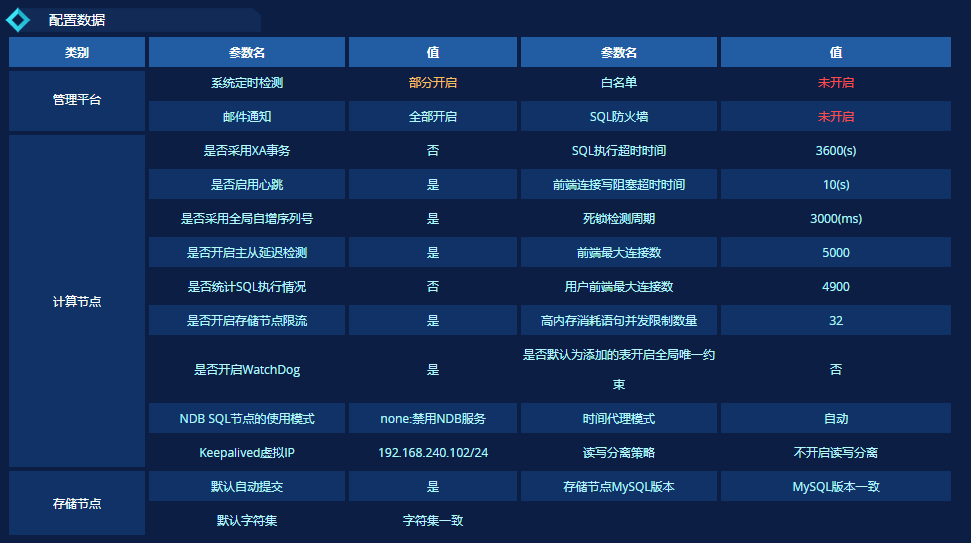 配置数据
类别 参数名 值 参数名 值
管理平台 系统定时检测 部分开启 白名单 未开启
邮件通知 全部开启 SQL防火墙 未开启
计算节点 是否采用XA事务 否 SQL执行超时时间 3600(s)
是否启用心跳 是 前端连接写阻塞超时时间 10(s)
是否采用全局自增序列号 是 死锁检测周期 3000(ms)
是否开启主从延迟检测 是 前端最大连接数 5000
是否统计SQL执行情况 否 用户前端最大连接数 4900
是否开启存储节点限流 是 高内存消耗语句并发限制数量 32
是否开启WatchDog 是 是否默认为添加的表开启全局唯一约
束 否
NDB SQL节点的使用模式 none:禁用NDB服务 时间代理模式 自动
Keepalived虚拟IP 192.168.240.102/24 读写分离策略 不开启读写分离
存储节点 默认自动提交 是 存储节点MySQL版本 MySQL版本一致
默认字符集 字符集一致